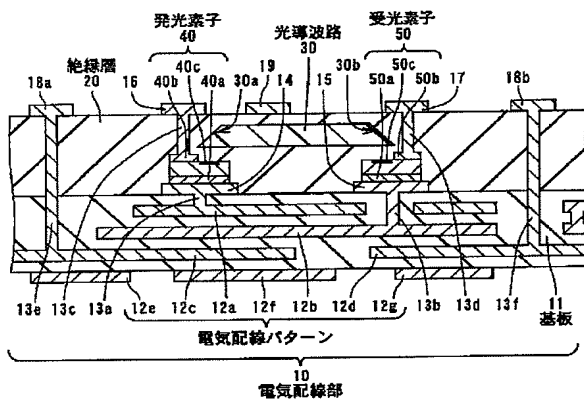 発光素子 受光素子
40 光導波路 50
絶縁層 40c 19 30 50c
18a 20 16 40b 40a 30a 14 15 30b 50a 50b 17 18b
13e 13c 13a 12a 12b 13b 13d 13f 11
12e 12c 12f 12d 12g 基板
電気配線パターン
10
電気配線部